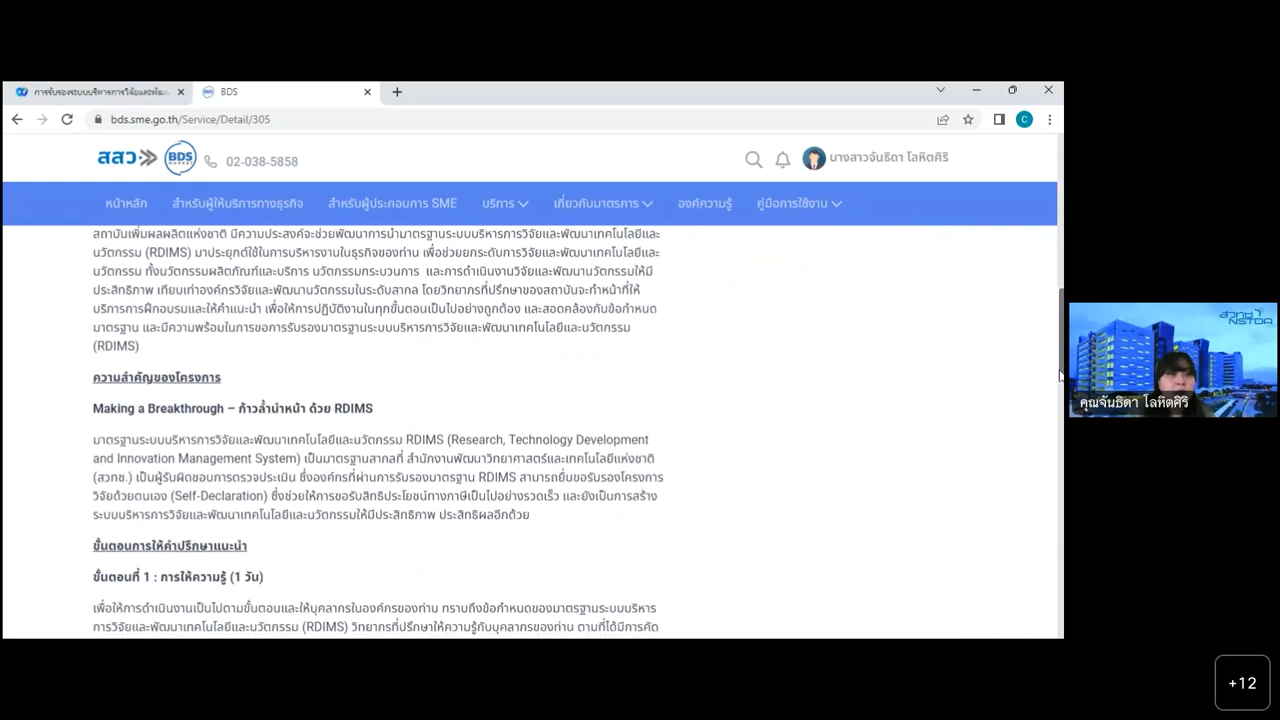 การรับรองระบบบริหารการวิจัยและพัฒน
BDS
bds.sme.go.th/Service/Detail/305
C
สสว
BDS
02-038-5858
นางสาวจันธิดา โลหิตศิริ
หน้าหลัก
สำหรับผู้ให้บริการทางธุรกิจ
สำหรับผู้ประกอบการ SME
บริการ
เกี่ยวกับมาตรการ
องค์ความรู้
คู่มือการใช้งาน
สถาบันเพิ่มผลผลิตแห่งชาติ มีความประสงค์จะช่วยพัฒนาการนำมาตรฐานระบบบริหารการวิจัยและพัฒนาเทคโนโลยีและ
นวัตกรรม (RDIMS) มาประยุกต์ใช้ในการบริหารงานในธุรกิจของท่าน เพื่อช่วยยกระดับการวิจัยและพัฒนาเทคโนโลยีและ
นวัตกรรม ทั้งนวัตกรรมผลิตภัณฑ์และบริการ นวัตกรรมกระบวนการ และการดำเนินงานวิจัยและพัฒนานวัตกรรมให้มี
ประสิทธิภาพ เทียบเท่าองค์กรวิจัยและพัฒนานวัตกรรมในระดับสากล โดยวิทยากรที่ปรึกษาของสถาบันจะทำหน้าที่ให้
บริการการฝึกอบรมและให้คำแนะนำ เพื่อให้การปฏิบัติงานในทุกขั้นตอนเป็นไปอย่างถูกต้อง และสอดคล้องกับข้อกำหนด
มาตรฐาน และมีความพร้อมในการขอการรับรองมาตรฐานระบบบริหารการวิจัยและพัฒนาเทคโนโลยีและนวัตกรรม
(RDIMS)
ความสำคัญของโครงการ
Making a Breakthrough – ก้าวล้ำนำหน้า ด้วย RDIMS
มาตรฐานระบบบริหารการวิจัยและพัฒนาเทคโนโลยีและนวัตกรรม RDIMS (Research, Technology Development
and Innovation Management System) เป็นมาตรฐานสากลที่ สำนักงานพัฒนาวิทยาศาสตร์และเทคโนโลยีแห่งชาติ
(สวทช.) เป็นผู้รับผิดชอบการตรวจประเมิน ซึ่งองค์กรที่ผ่านการรับรองมาตรฐาน RDIMS สามารถยื่นขอรับรองโครงการ
วิจัยด้วยตนเอง (Self-Declaration) ซึ่งช่วยให้การขอรับสิทธิประโยชน์ทางภาษีเป็นไปอย่างรวดเร็ว และยังเป็นการสร้าง
ระบบบริหารการวิจัยและพัฒนาเทคโนโลยีและนวัตกรรมให้มีประสิทธิภาพ ประสิทธิผลอีกด้วย
ขั้นตอนการให้คำปรึกษาแนะนำ
ขั้นตอนที่ 1 : การให้ความรู้ (1 วัน)
เพื่อให้การดำเนินงานเป็นไปตามขั้นตอนและให้บุคลากรในองค์กรของท่าน ทราบถึงข้อกำหนดของมาตรฐานระบบบริหาร
การวิจัยและพัฒนาเทคโนโลยีและนวัตกรรม (RDIMS) วิทยากรที่ปรึกษาให้ความรู้กับบุคลากรของท่าน ตามที่ได้มีการคัด
สวทช
NSTDA
คุณจันธิดา โลหิตศิริ
+12